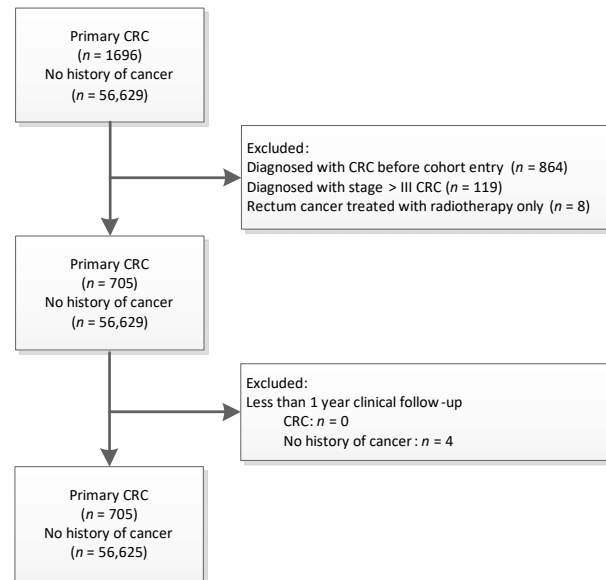 Primary CRC
(n = 1696)
No history of cancer
(n = 56,629)
Excluded:
Diagnosed with CRC before cohort entry (n = 864)
Diagnosed with stage > III CRC (n = 119)
Rectum cancer treated with radiotherapy only (n = 8)
Primary CRC
(n = 705)
No history of cancer
(n = 56,629)
Excluded:
Less than 1 year clinical follow-up
CRC: n = 0
No history of cancer: n = 4
Primary CRC
(n = 705)
No history of cancer
(n = 56,625)